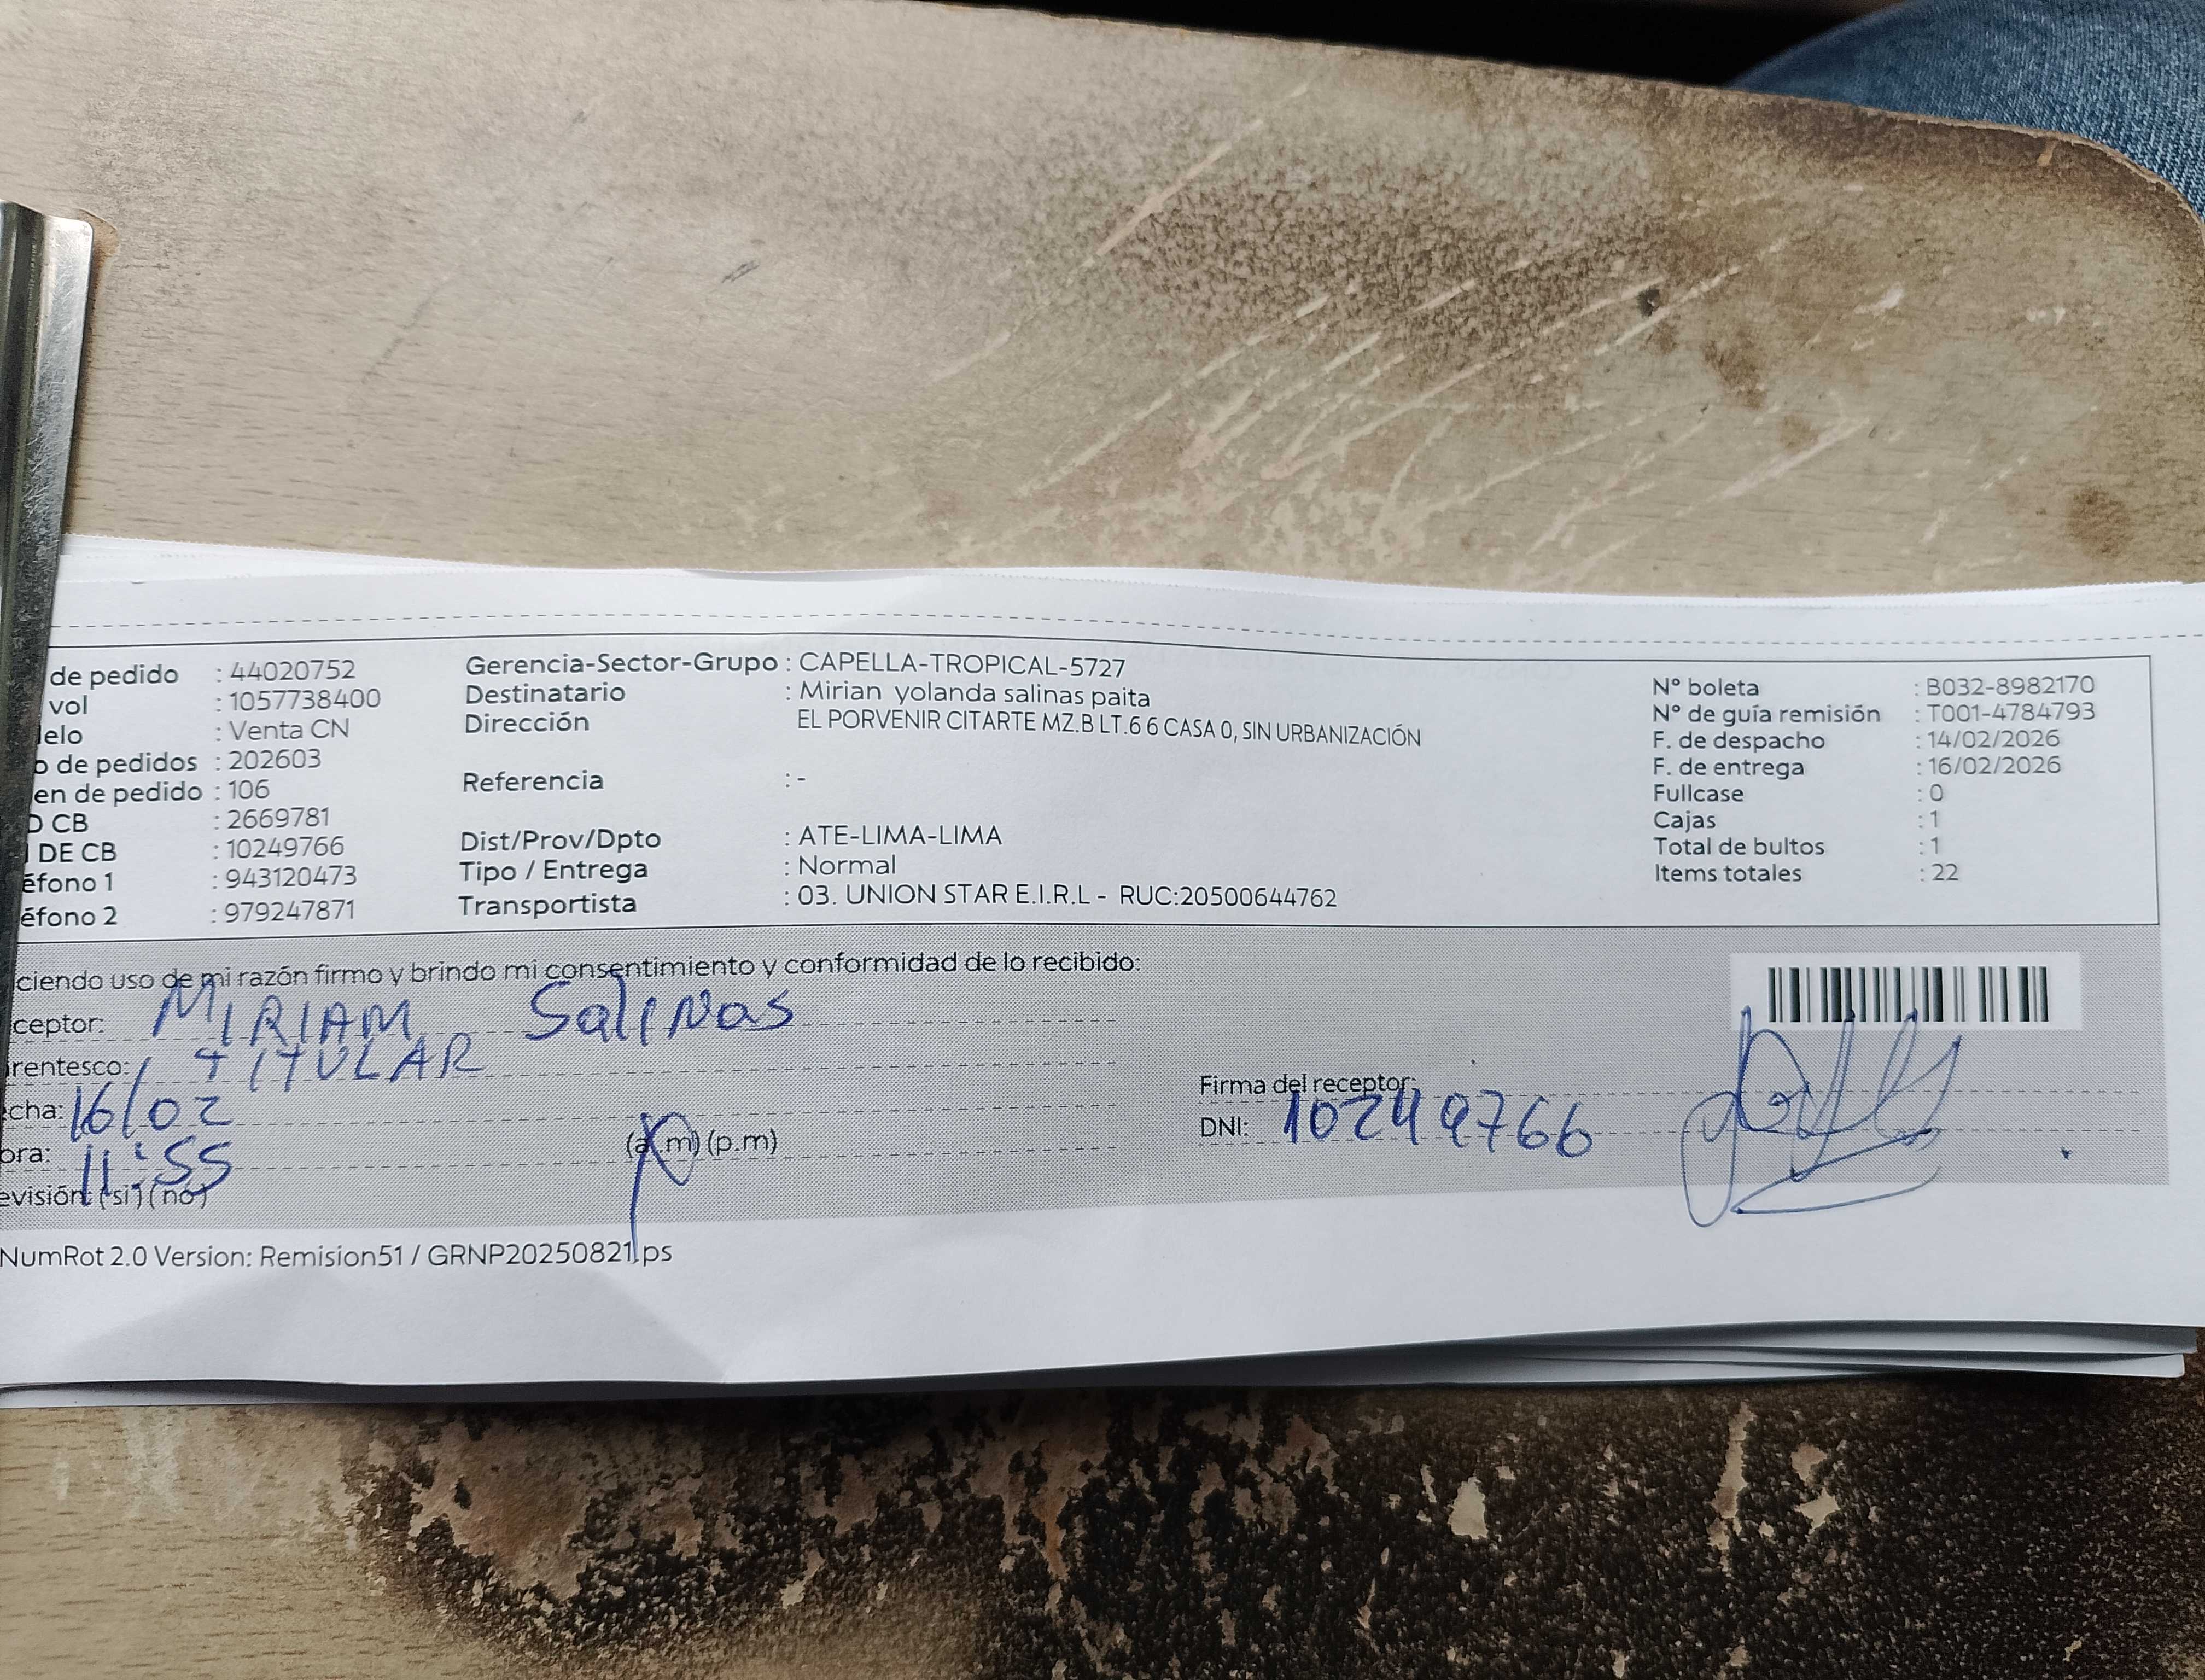 de pedido : 44020752
vol : 1057738400
elo : Venta CN
o de pedidos : 202603
en de pedido : 106
D CB : 2669781
DE CB : 10249766
éfono 1 : 943120473
éfono 2 : 979247871
Gerencia-Sector-Grupo : CAPELLA-TROPICAL-5727
Destinatario : Mirian yolanda salinas paita
Dirección EL PORVENIR CITARTE MZ.B LT.6 6 CASA 0, SIN URBANIZACIÓN
Referencia : -
Dist/Prov/Dpto : ATE-LIMA-LIMA
Tipo / Entrega : Normal
Transportista : 03. UNION STAR E.I.R.L - RUC:20500644762
N° boleta : B032-8982170
N° de guía remisión : T001-4784793
F. de despacho : 14/02/2026
F. de entrega : 16/02/2026
Fullcase : 0
Cajas : 1
Total de bultos : 1
Items totales : 22
ciendo uso de mi razón firmo y brindo mi consentimiento y conformidad de lo recibido:
ceptor: MIRIAM Salinas
rentesco: TITULAR
cha: 16/02
ora: 11:55 (a.m) (p.m)
evisión: (si) (no)
Firma del receptor:
DNI: 10249766
NumRot 2.0 Version: Remision51 / GRNP20250821.ps